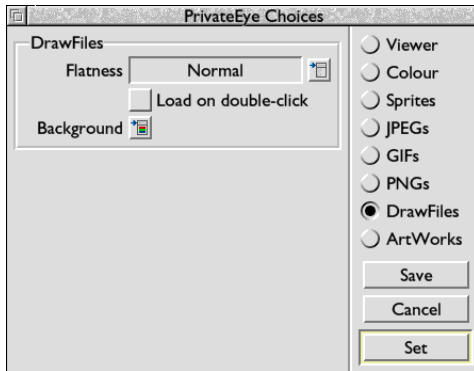 PrivateEye Choices
DrawFiles
Flatness Normal
Load on double-click
Background
Viewer
Colour
Sprites
JPEGs
GIFs
PNGs
DrawFiles
ArtWorks
Save
Cancel
Set